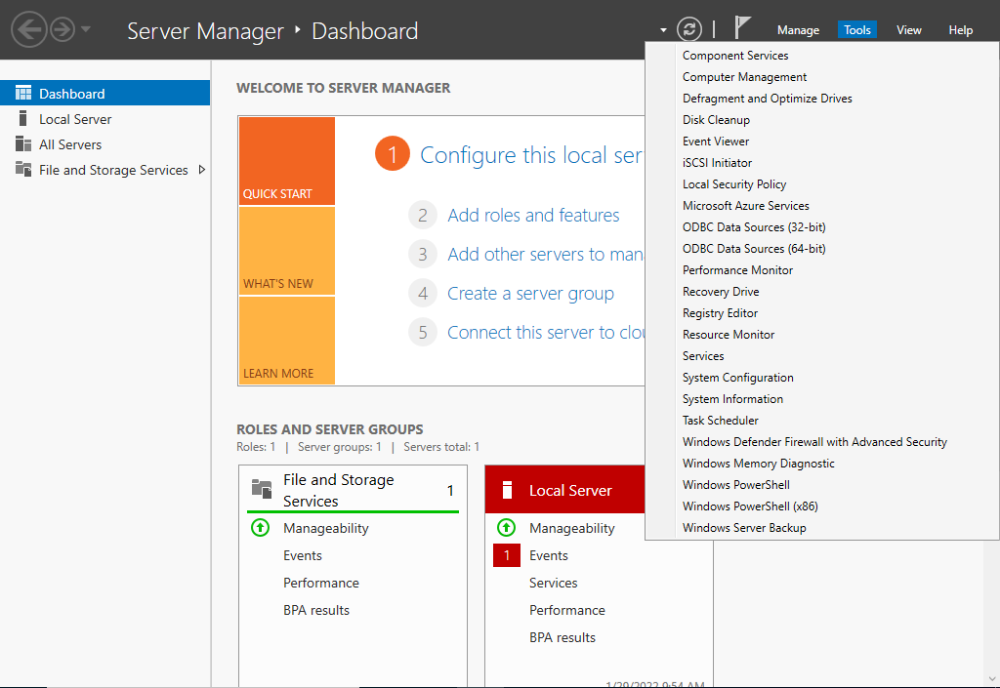 Server Manager ‣ Dashboard
Manage Tools View Help
Dashboard
Local Server
All Servers
File and Storage Services
WELCOME TO SERVER MANAGER
QUICK START
WHAT'S NEW
LEARN MORE
1 Configure this local ser
2 Add roles and features
3 Add other servers to man
4 Create a server group
5 Connect this server to clou
ROLES AND SERVER GROUPS
Roles: 1 | Server groups: 1 | Servers total: 1
File and Storage
Services
1
Manageability
Events
Performance
BPA results
Local Server
Manageability
1 Events
Services
Performance
BPA results
1/29/2022 9:54 AM
Component Services
Computer Management
Defragment and Optimize Drives
Disk Cleanup
Event Viewer
iSCSI Initiator
Local Security Policy
Microsoft Azure Services
ODBC Data Sources (32-bit)
ODBC Data Sources (64-bit)
Performance Monitor
Recovery Drive
Registry Editor
Resource Monitor
Services
System Configuration
System Information
Task Scheduler
Windows Defender Firewall with Advanced Security
Windows Memory Diagnostic
Windows PowerShell
Windows PowerShell (x86)
Windows Server Backup